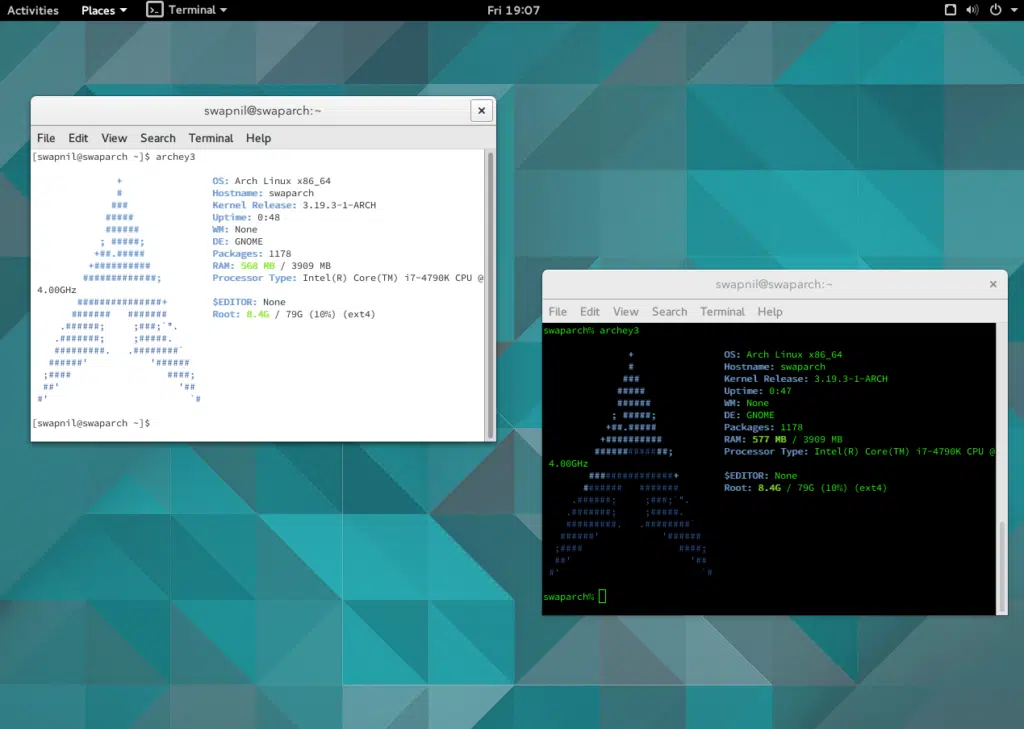 Activities Places Terminal Fri 19:07
swapnil@swaparch:~
File Edit View Search Terminal Help
[swapnil@swaparch ~]$ archey3
+ OS: Arch Linux x86_64
# Hostname: swaparch
### Kernel Release: 3.19.3-1-ARCH
##### Uptime: 0:48
###### WM: None
; #####; DE: GNOME
+##.##### Packages: 1178
+########## RAM: 568 MB / 3909 MB
#############; Processor Type: Intel(R) Core(TM) i7-4790K CPU @
4.00GHz
###############+ $EDITOR: None
####### ####### Root: 8.4G / 79G (10%) (ext4)
.######; ;###;`".
.#######; ;#####.
#########. .########`
######' '######
;#### ####;
##' '##
#' `#
[swapnil@swaparch ~]$
swapnil@swaparch:~
File Edit View Search Terminal Help
swaparch% archey3
+ OS: Arch Linux x86_64
# Hostname: swaparch
### Kernel Release: 3.19.3-1-ARCH
##### Uptime: 0:47
###### WM: None
; #####; DE: GNOME
+##.##### Packages: 1178
+########## RAM: 577 MB / 3909 MB
#############; Processor Type: Intel(R) Core(TM) i7-4790K CPU @
4.00GHz
###############+ $EDITOR: None
####### ####### Root: 8.4G / 79G (10%) (ext4)
.######; ;###;`".
.#######; ;#####.
#########. .########`
######' '######
;#### ####;
##' '##
#' `#
swaparch%